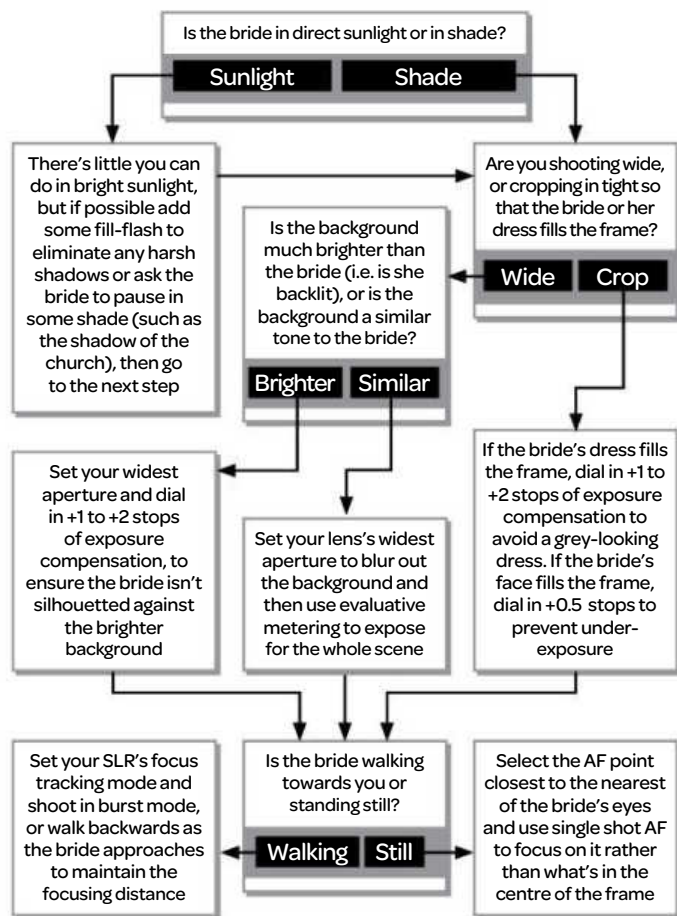 Is the bride in direct sunlight or in shade?
Sunlight
Shade
There's little you can
do in bright sunlight,
but if possible add
some fill-flash to
eliminate any harsh
shadows or ask the
bride to pause in
some shade (such as
the shadow of the
church), then go
to the next step
Are you shooting wide,
or cropping in tight so
that the bride or her
dress fills the frame?
Wide
Crop
Is the background
much brighter than
the bride (i.e. is she
backlit), or is the
background a similar
tone to the bride?
Brighter
Similar
Set your widest
aperture and dial
in +1 to +2 stops
of exposure
compensation, to
ensure the bride isn't
silhouetted against
the brighter
background
Set your lens's widest
aperture to blur out
the background and
then use evaluative
metering to expose
for the whole scene
If the bride's dress fills
the frame, dial in +1 to
+2 stops of exposure
compensation to
avoid a grey-looking
dress. If the bride's
face fills the frame,
dial in +0.5 stops to
prevent under-
exposure
Is the bride walking
towards you or
standing still?
Walking
Still
Set your SLR's focus
tracking mode and
shoot in burst mode,
or walk backwards as
the bride approaches
to maintain the
focusing distance
Select the AF point
closest to the nearest
of the bride's eyes
and use single shot AF
to focus on it rather
than what's in the
centre of the frame